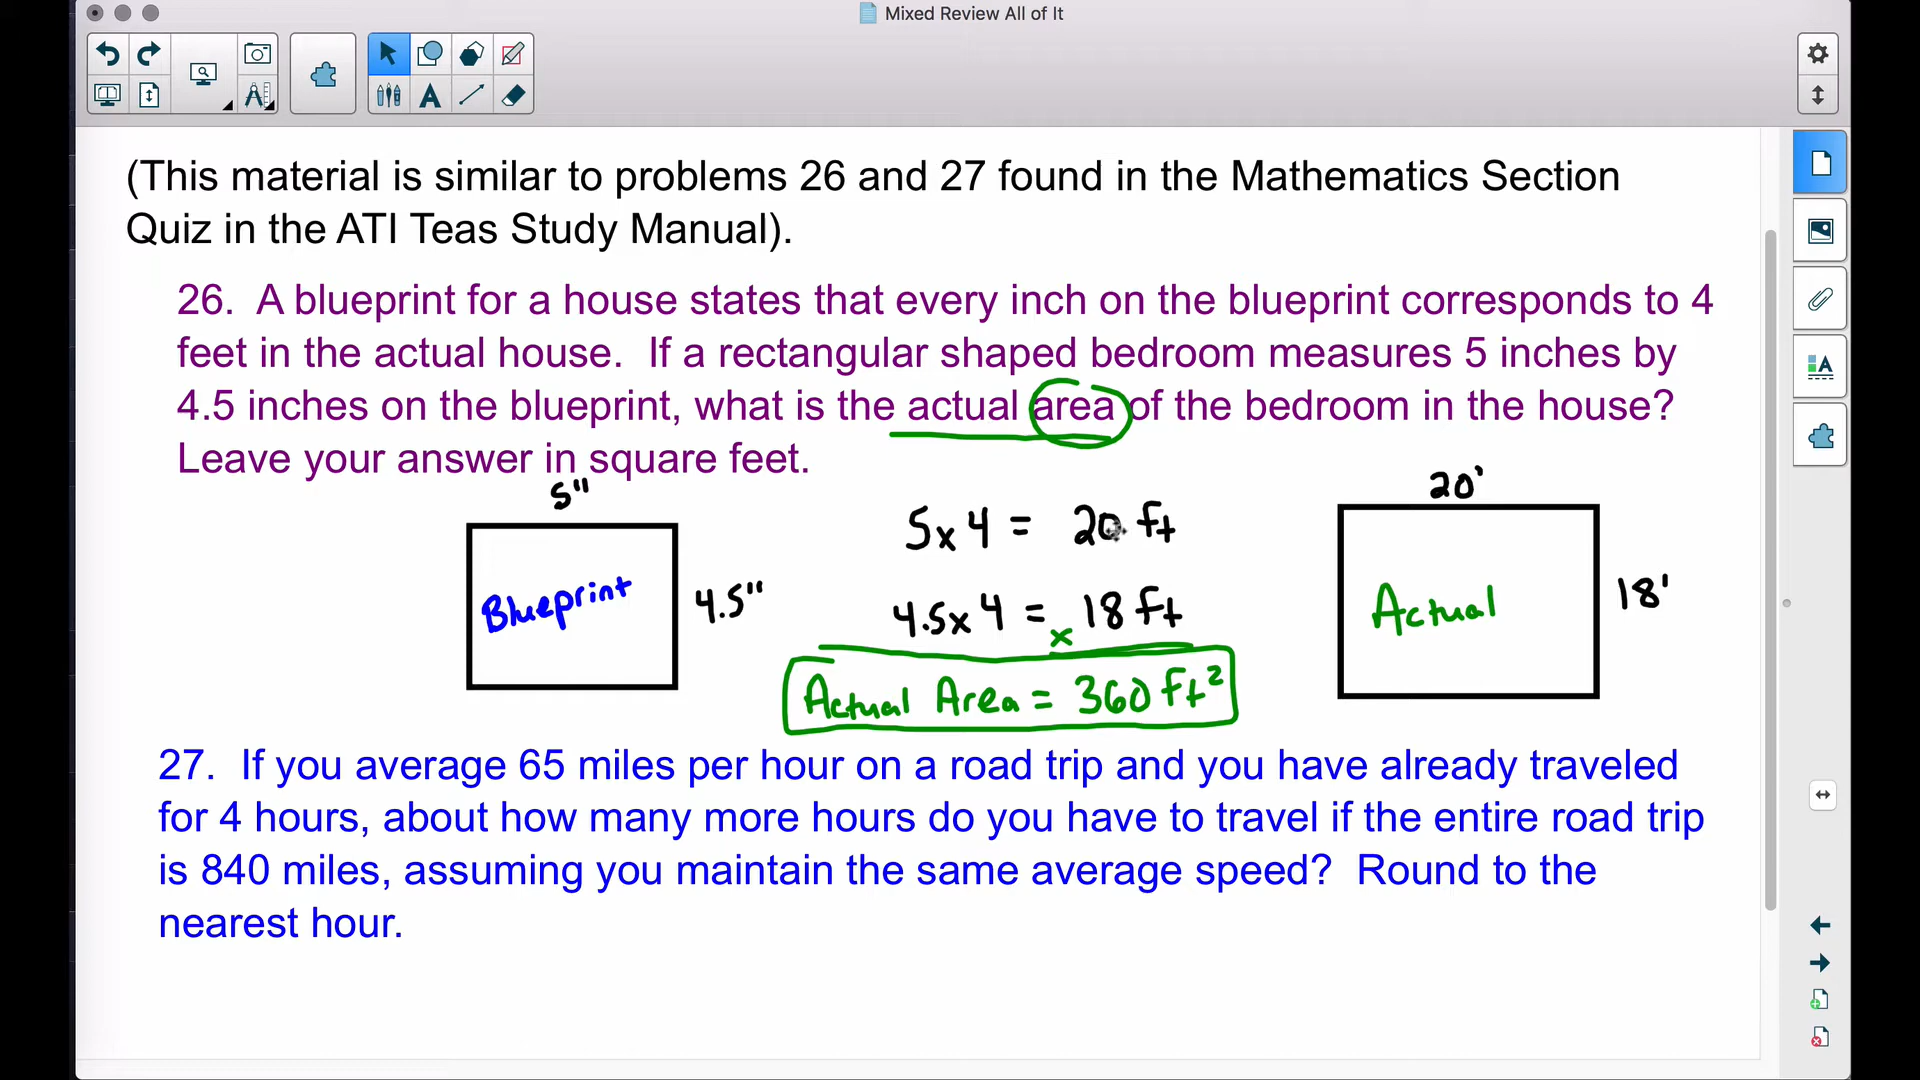 Mixed Review All of It
(This material is similar to problems 26 and 27 found in the Mathematics Section
Quiz in the ATI Teas Study Manual).
26.  A blueprint for a house states that every inch on the blueprint corresponds to 4
feet in the actual house.  If a rectangular shaped bedroom measures 5 inches by
4.5 inches on the blueprint, what is the actual area of the bedroom in the house?
Leave your answer in square feet.
5"
20'
5x4 = 20 ft
Blueprint
4.5"
4.5x4 = 18 ft
Actual
18'
x
Actual Area = 360 ft²
27.  If you average 65 miles per hour on a road trip and you have already traveled
for 4 hours, about how many more hours do you have to travel if the entire road trip
is 840 miles, assuming you maintain the same average speed?  Round to the
nearest hour.